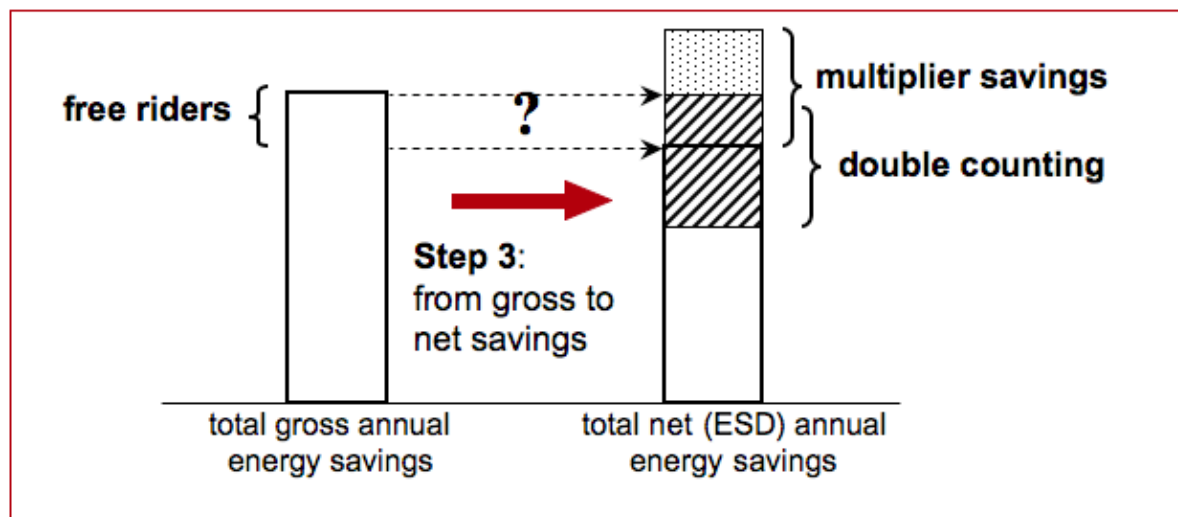 free riders
?
multiplier savings
double counting
Step 3:
from gross to
net savings
total gross annual
energy savings
total net (ESD) annual
energy savings